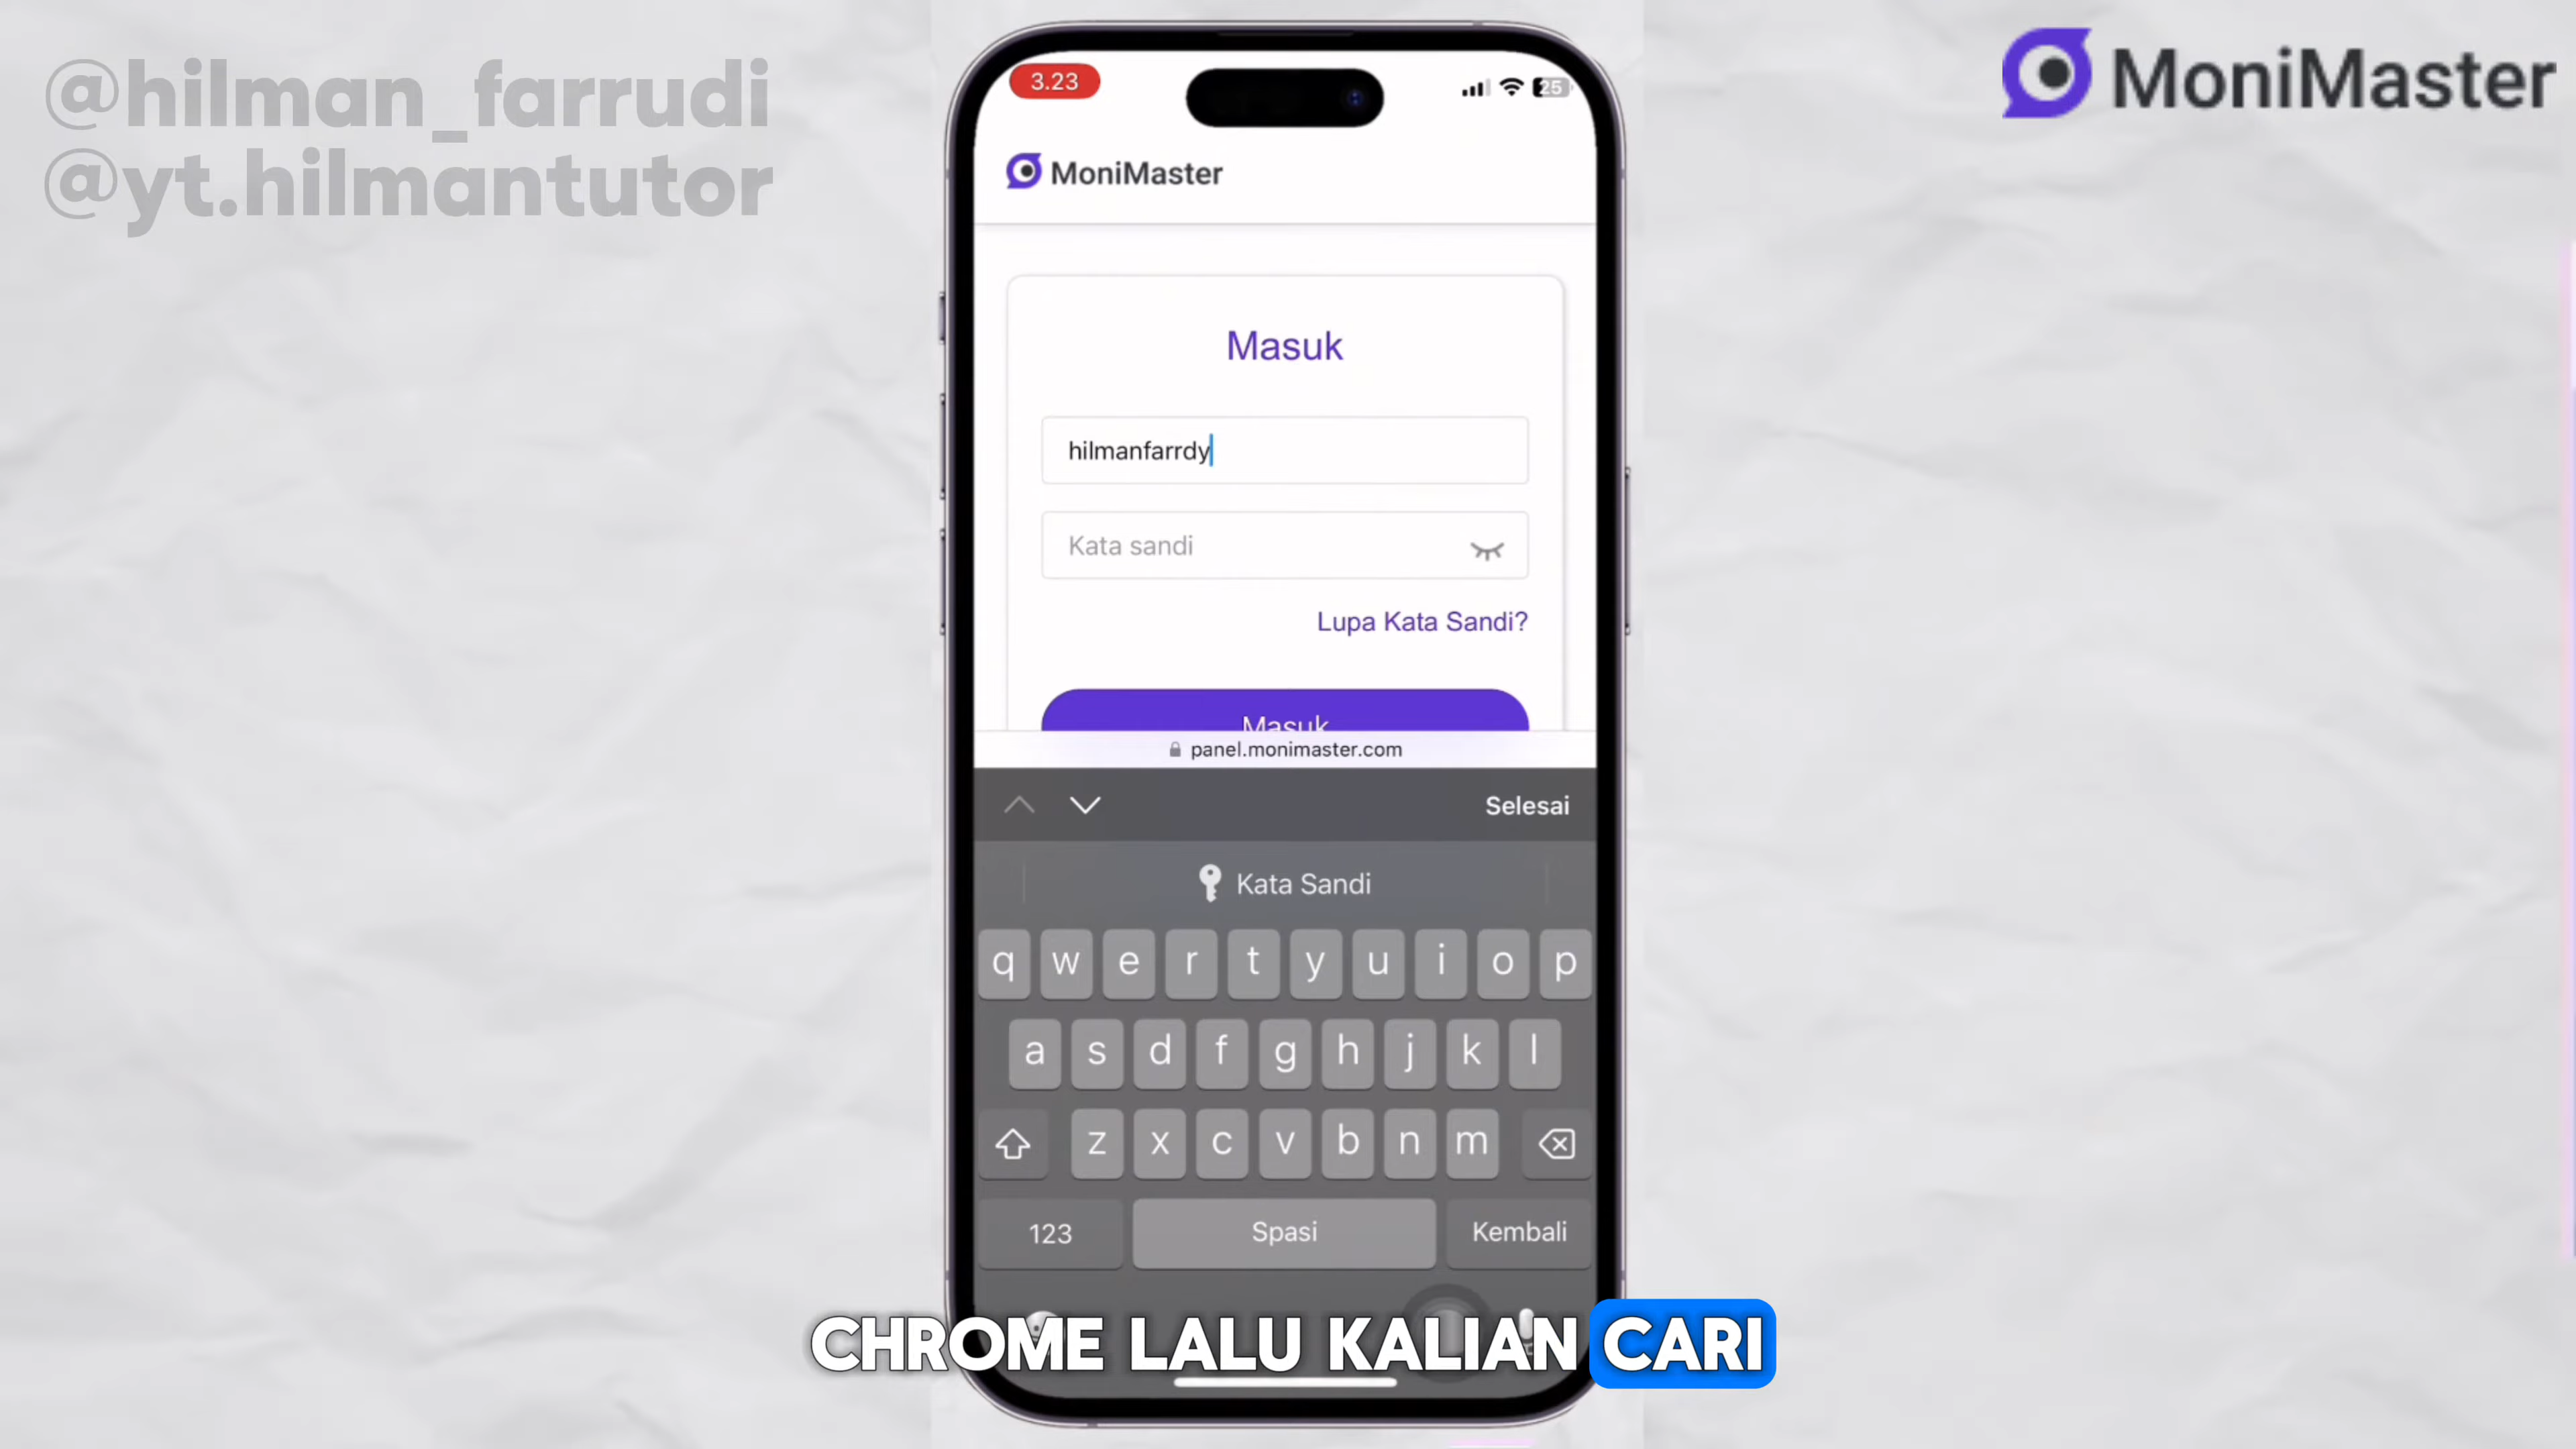 @hilman_farrudi
@yt.hilmantutor
MoniMaster
3.23
25
MoniMaster
Masuk
hilmanfarrdy
Kata sandi
Lupa Kata Sandi?
Masuk
panel.monimaster.com
Selesai
Kata Sandi
q w e r t y u i o p
a s d f g h j k l
z x c v b n m
123 Spasi Kembali
CHROME LALU KALIAN CARI